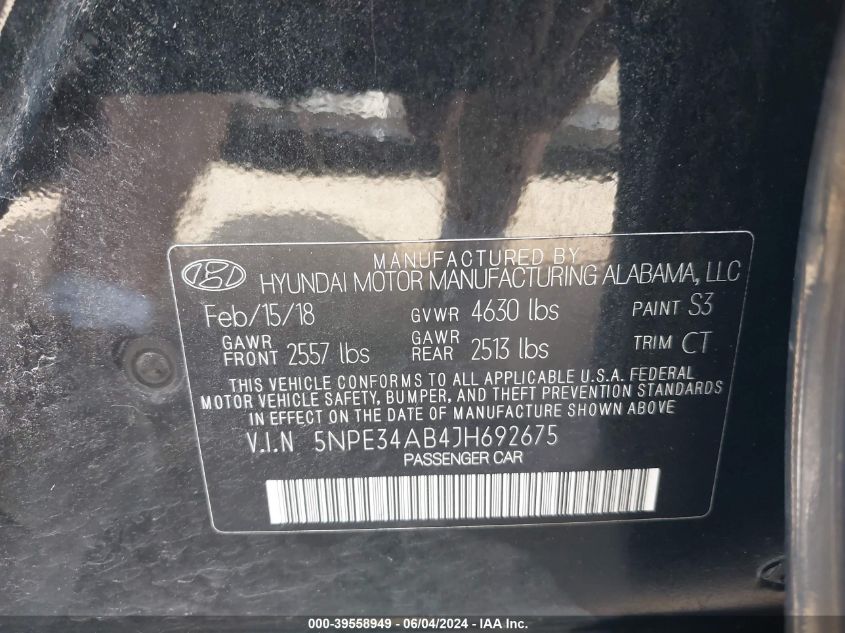 MANUFACTURED BY
HYUNDAI MOTOR MANUFACTURING ALABAMA, LLC
Feb/15/18 GVWR 4630 lbs PAINT S3
GAWR FRONT 2557 lbs GAWR REAR 2513 lbs TRIM CT
THIS VEHICLE CONFORMS TO ALL APPLICABLE U.S.A. FEDERAL
MOTOR VEHICLE SAFETY, BUMPER, AND THEFT PREVENTION STANDARDS
IN EFFECT ON THE DATE OF MANUFACTURE SHOWN ABOVE
V.I.N 5NPE34AB4JH692675
PASSENGER CAR
000-39558949 - 06/04/2024 - IAA Inc.